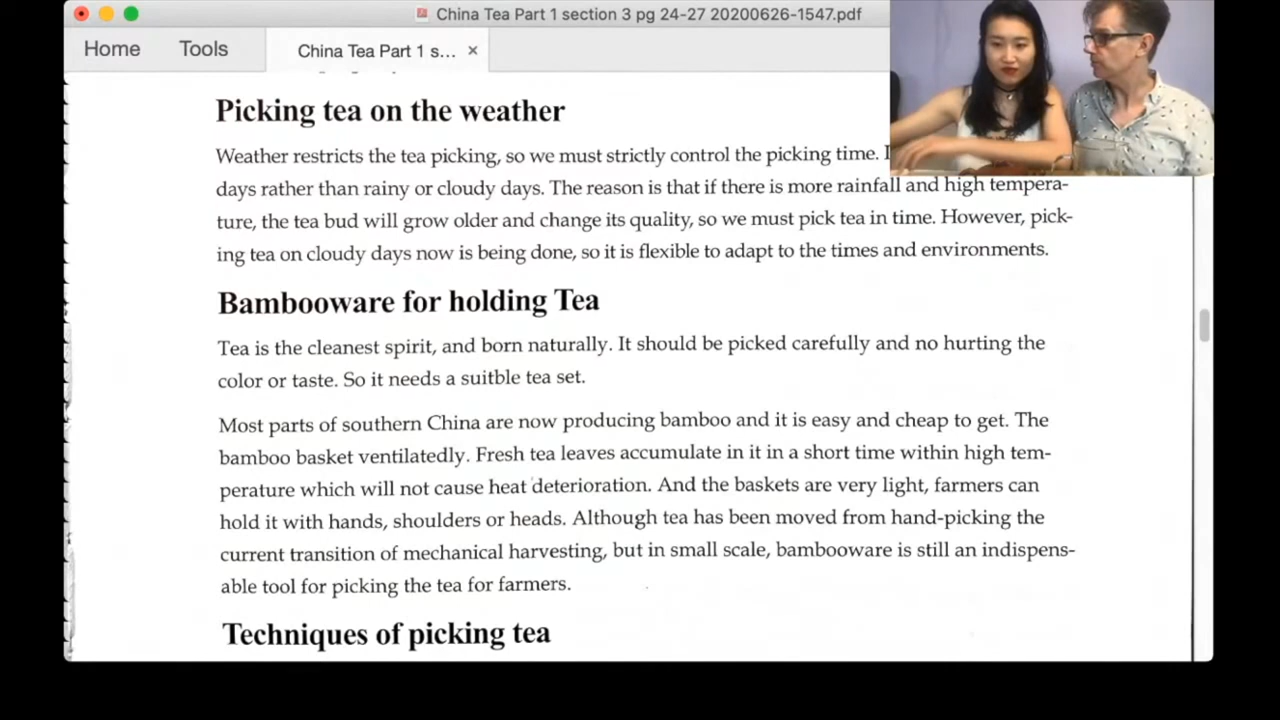 China Tea Part 1 section 3 pg 24-27 20200626-1547.pdf
Home Tools China Tea Part 1 s... ×
Picking tea on the weather
Weather restricts the tea picking, so we must strictly control the picking time.
days rather than rainy or cloudy days. The reason is that if there is more rainfall and high tempera-
ture, the tea bud will grow older and change its quality, so we must pick tea in time. However, pick-
ing tea on cloudy days now is being done, so it is flexible to adapt to the times and environments.
Bambooware for holding Tea
Tea is the cleanest spirit, and born naturally. It should be picked carefully and no hurting the
color or taste. So it needs a suitble tea set.
Most parts of southern China are now producing bamboo and it is easy and cheap to get. The
bamboo basket ventilatedly. Fresh tea leaves accumulate in it in a short time within high tem-
perature which will not cause heat deterioration. And the baskets are very light, farmers can
hold it with hands, shoulders or heads. Although tea has been moved from hand-picking the
current transition of mechanical harvesting, but in small scale, bambooware is still an indispens-
able tool for picking the tea for farmers.
Techniques of picking tea